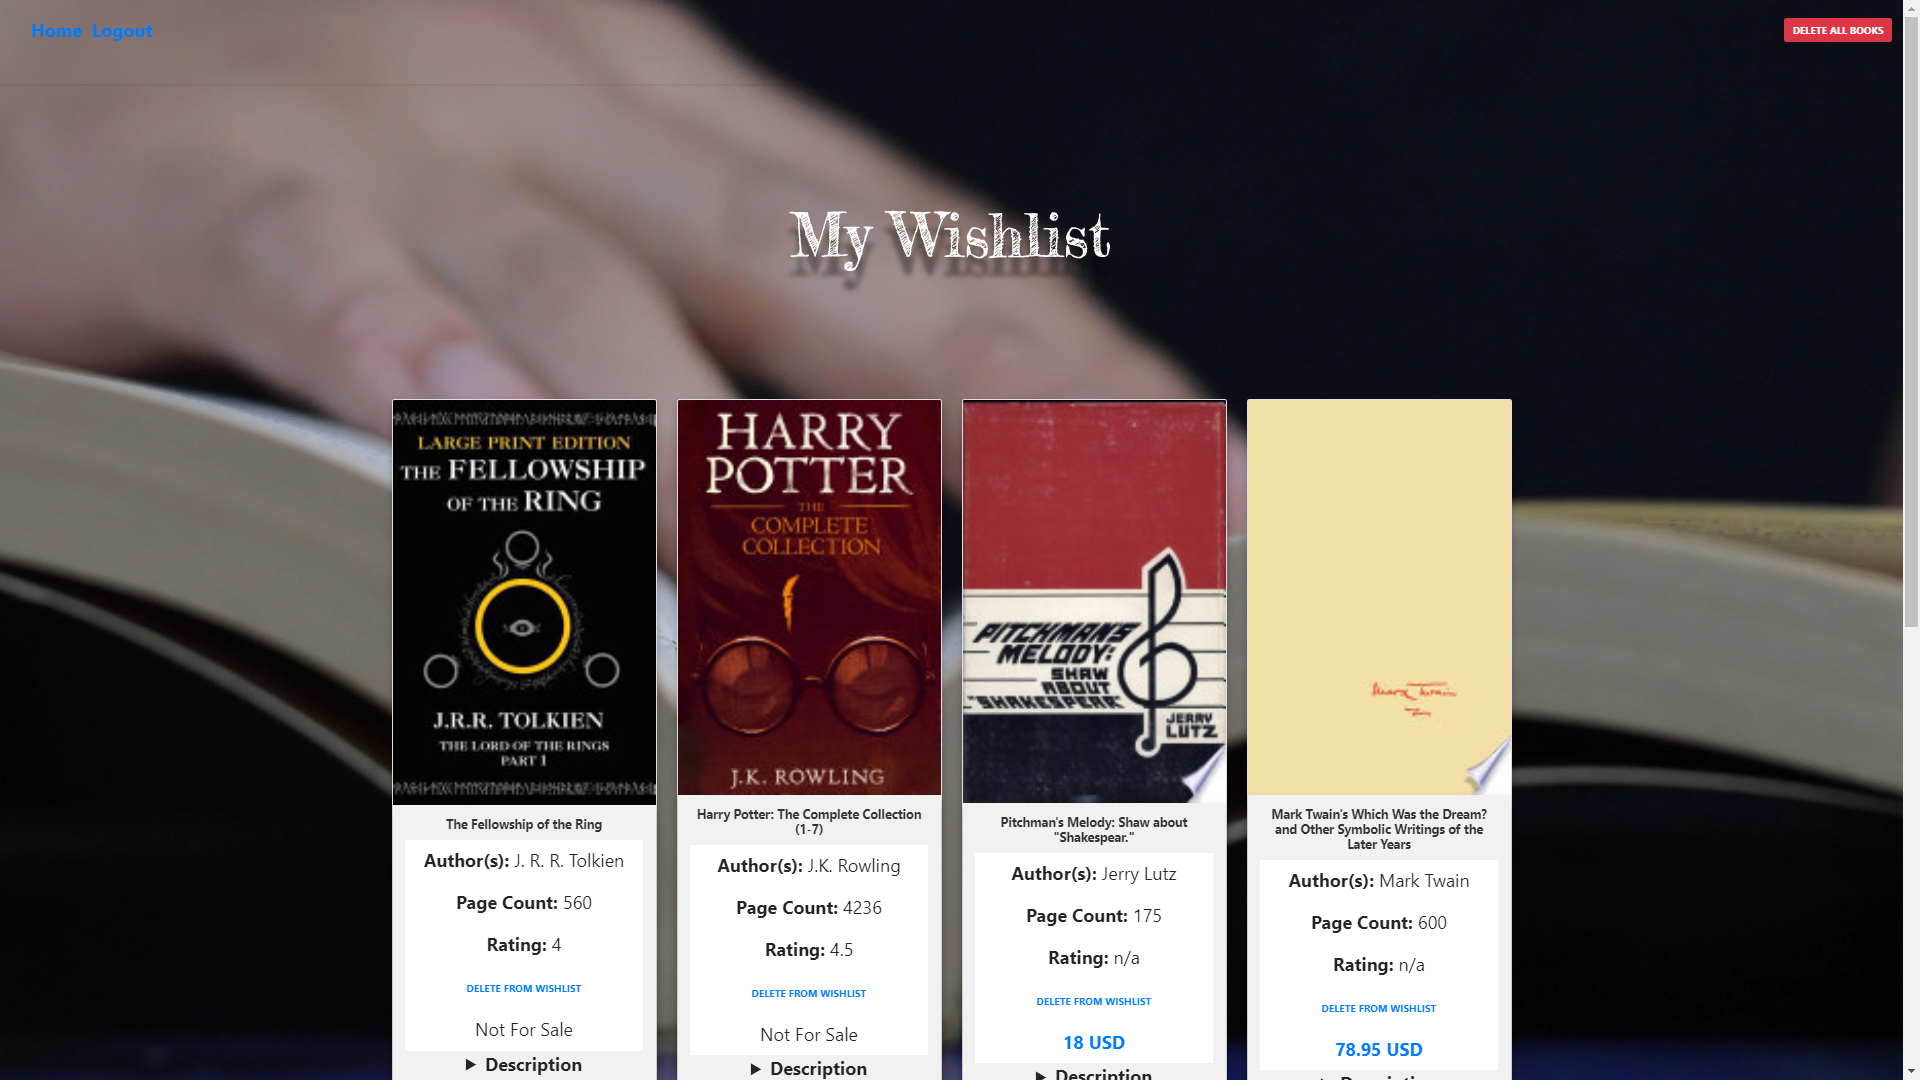 Home Logout
DELETE ALL BOOKS
My Wishlist
LARGE PRINT EDITION
THE FELLOWSHIP
OF THE RING
J.R.R. TOLKIEN
THE LORD OF THE RINGS
PART 1
The Fellowship of the Ring
Author(s): J. R. R. Tolkien
Page Count: 560
Rating: 4
DELETE FROM WISHLIST
Not For Sale
Description
HARRY
POTTER
THE
COMPLETE
COLLECTION
J.K. ROWLING
Harry Potter: The Complete Collection
(1-7)
Author(s): J.K. Rowling
Page Count: 4236
Rating: 4.5
DELETE FROM WISHLIST
Not For Sale
Description
PITCHMAN'S
MELODY:
SHAW
ABOUT
"SHAKESPEAR"
JERRY
LUTZ
Pitchman's Melody: Shaw about
"Shakespear."
Author(s): Jerry Lutz
Page Count: 175
Rating: n/a
DELETE FROM WISHLIST
18 USD
Description
Mark Twain
Mark Twain's Which Was the Dream?
and Other Symbolic Writings of the
Later Years
Author(s): Mark Twain
Page Count: 600
Rating: n/a
DELETE FROM WISHLIST
78.95 USD
Description